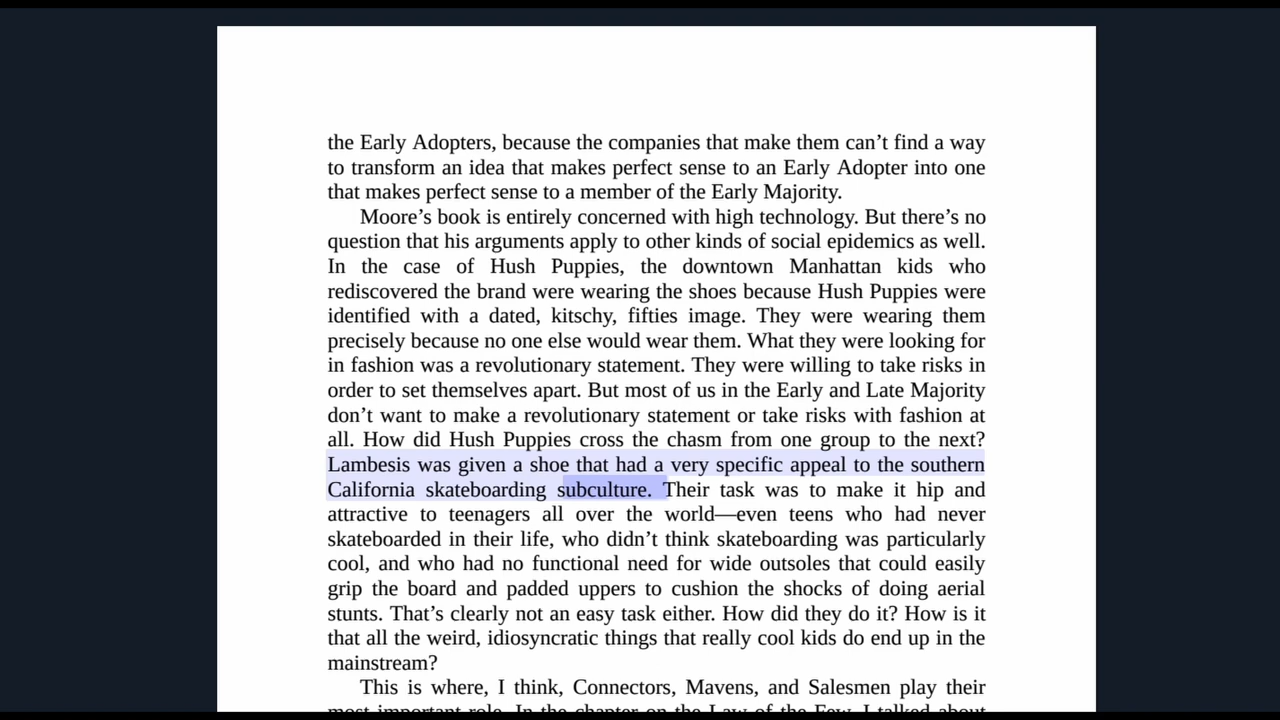 the Early Adopters, because the companies that make them can’t find a way
to transform an idea that makes perfect sense to an Early Adopter into one
that makes perfect sense to a member of the Early Majority.
Moore’s book is entirely concerned with high technology. But there’s no
question that his arguments apply to other kinds of social epidemics as well.
In the case of Hush Puppies, the downtown Manhattan kids who
rediscovered the brand were wearing the shoes because Hush Puppies were
identified with a dated, kitschy, fifties image. They were wearing them
precisely because no one else would wear them. What they were looking for
in fashion was a revolutionary statement. They were willing to take risks in
order to set themselves apart. But most of us in the Early and Late Majority
don’t want to make a revolutionary statement or take risks with fashion at
all. How did Hush Puppies cross the chasm from one group to the next?
Lambesis was given a shoe that had a very specific appeal to the southern
California skateboarding subculture. Their task was to make it hip and
attractive to teenagers all over the world—even teens who had never
skateboarded in their life, who didn’t think skateboarding was particularly
cool, and who had no functional need for wide outsoles that could easily
grip the board and padded uppers to cushion the shocks of doing aerial
stunts. That’s clearly not an easy task either. How did they do it? How is it
that all the weird, idiosyncratic things that really cool kids do end up in the
mainstream?
This is where, I think, Connectors, Mavens, and Salesmen play their
most important role. In the chapter on the Law of the Few, I talked about